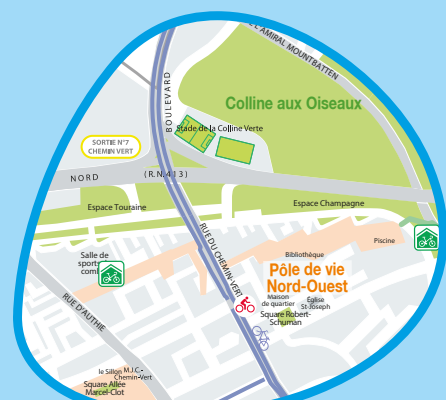 L'AMIRAL MOUNTBATTEN
BOULEVARD
Colline aux Oiseaux
Stade de la Colline Verte
SORTIE N°7
CHEMIN VERT
NORD (R.N.413)
Espace Touraine
Espace Champagne
RUE DU CHEMIN-VERT
Piscine
Bibliothèque
Salle de
sports
Pôle de vie
Nord-Ouest
Maison
de quartier
Eglise
St-Joseph
RUE D'AUTHIE
Square Robert-
Schuman
le Sillon
M.J.C.-
Chemin-Vert
Square Allée
Marcel-Clot